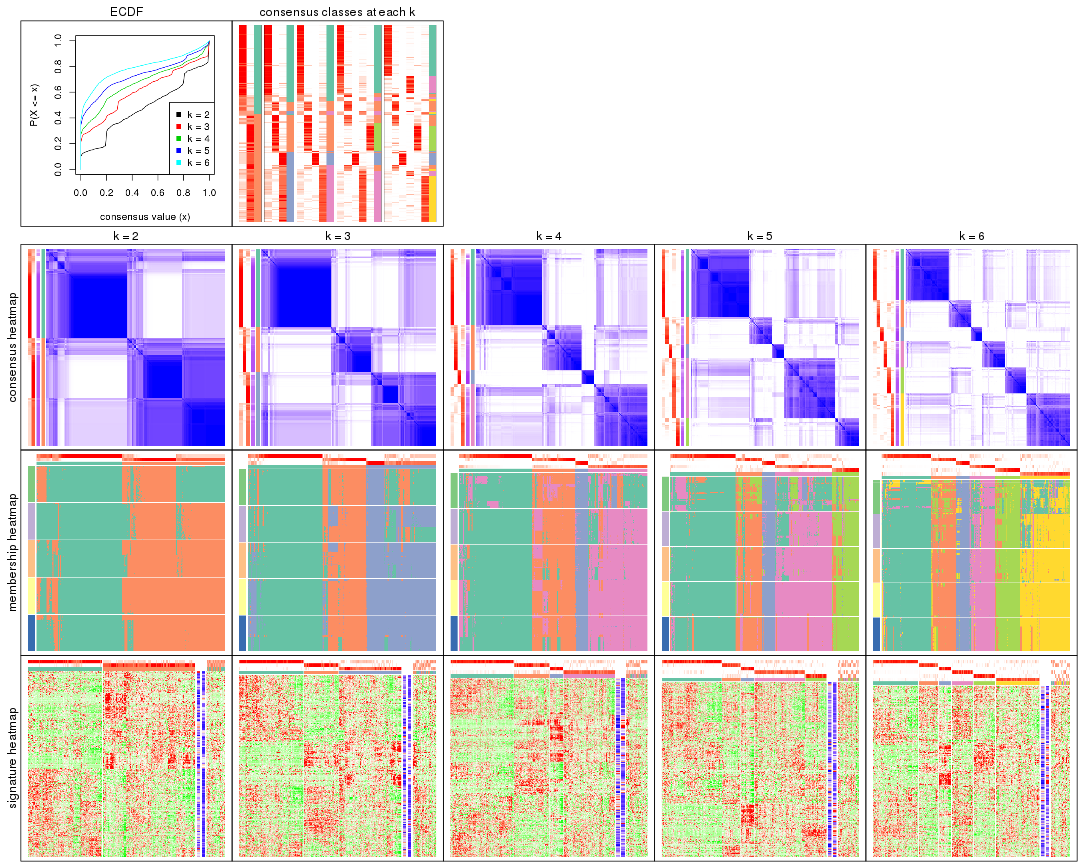 ECDF
consensus classes at each k
P(X <= x)
0.0 0.2 0.4 0.6 0.8 1.0
k = 2
k = 3
k = 4
k = 5
k = 6
0.0 0.2 0.4 0.6 0.8 1.0
consensus value (x)
k = 2
k = 3
k = 4
k = 5
k = 6
consensus heatmap
membership heatmap
signature heatmap